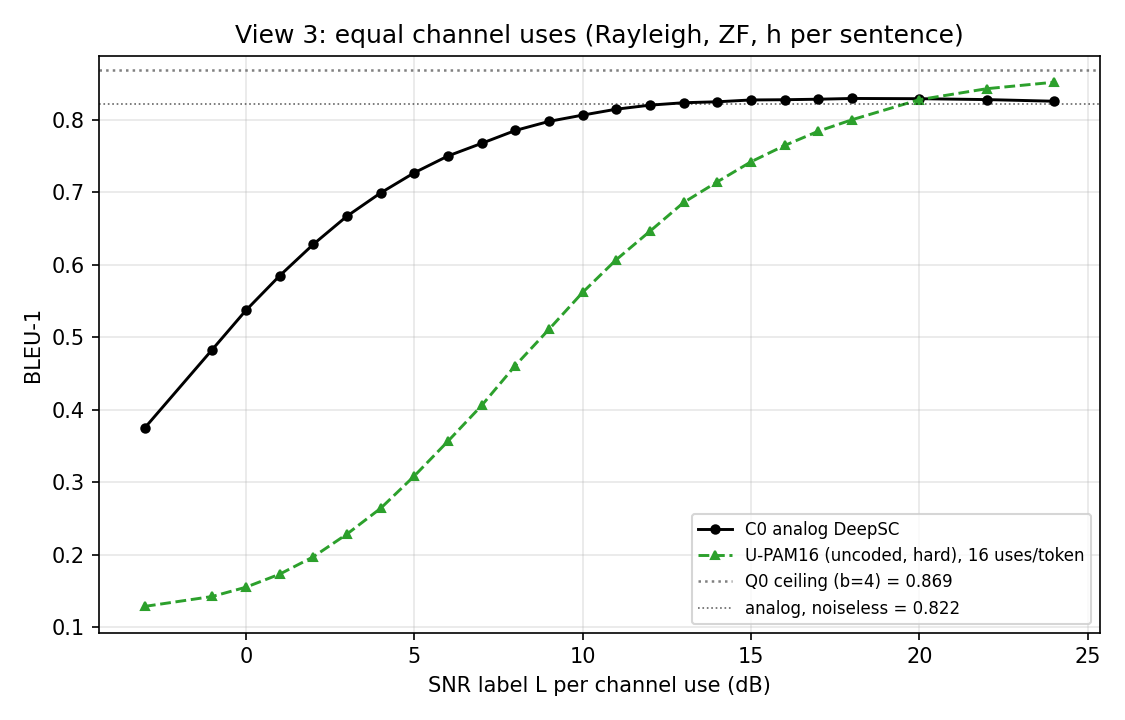 View 3: equal channel uses (Rayleigh, ZF, h per sentence)
BLEU-1
0.8
0.7
0.6
0.5
0.4
0.3
0.2
0.1
C0 analog DeepSC
U-PAM16 (uncoded, hard), 16 uses/token
Q0 ceiling (b=4) = 0.869
analog, noiseless = 0.822
0 5 10 15 20 25
SNR label L per channel use (dB)